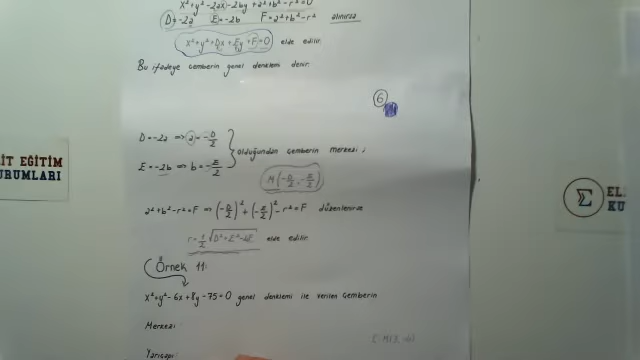 x²+y²-2ax-2by+a²+b²-r²=0
D=-2a E=-2b F=a²+b²-r² alınırsa
x²+y²+Dx+Ey+F=0 elde edilir.
Bu ifadeye çemberin genel denklemi denir.
6
D=-2a ⇒ a=-D/2
E=-2b ⇒ b=-E/2
olduğundan çemberin merkezi;
M(-D/2,-E/2)
a²+b²-r²=F ⇒ (-D/2)²+(-E/2)²-r²=F düzenlenirse
r=1/2√D²+E²-4F elde edilir.
Örnek 11:
x²+y²-6x+8y-75=0 genel denklemi ile verilen çemberin
Merkezi:
Yarıçapı:
İT EĞİTİM
URUMLARI
Σ
EL
KU